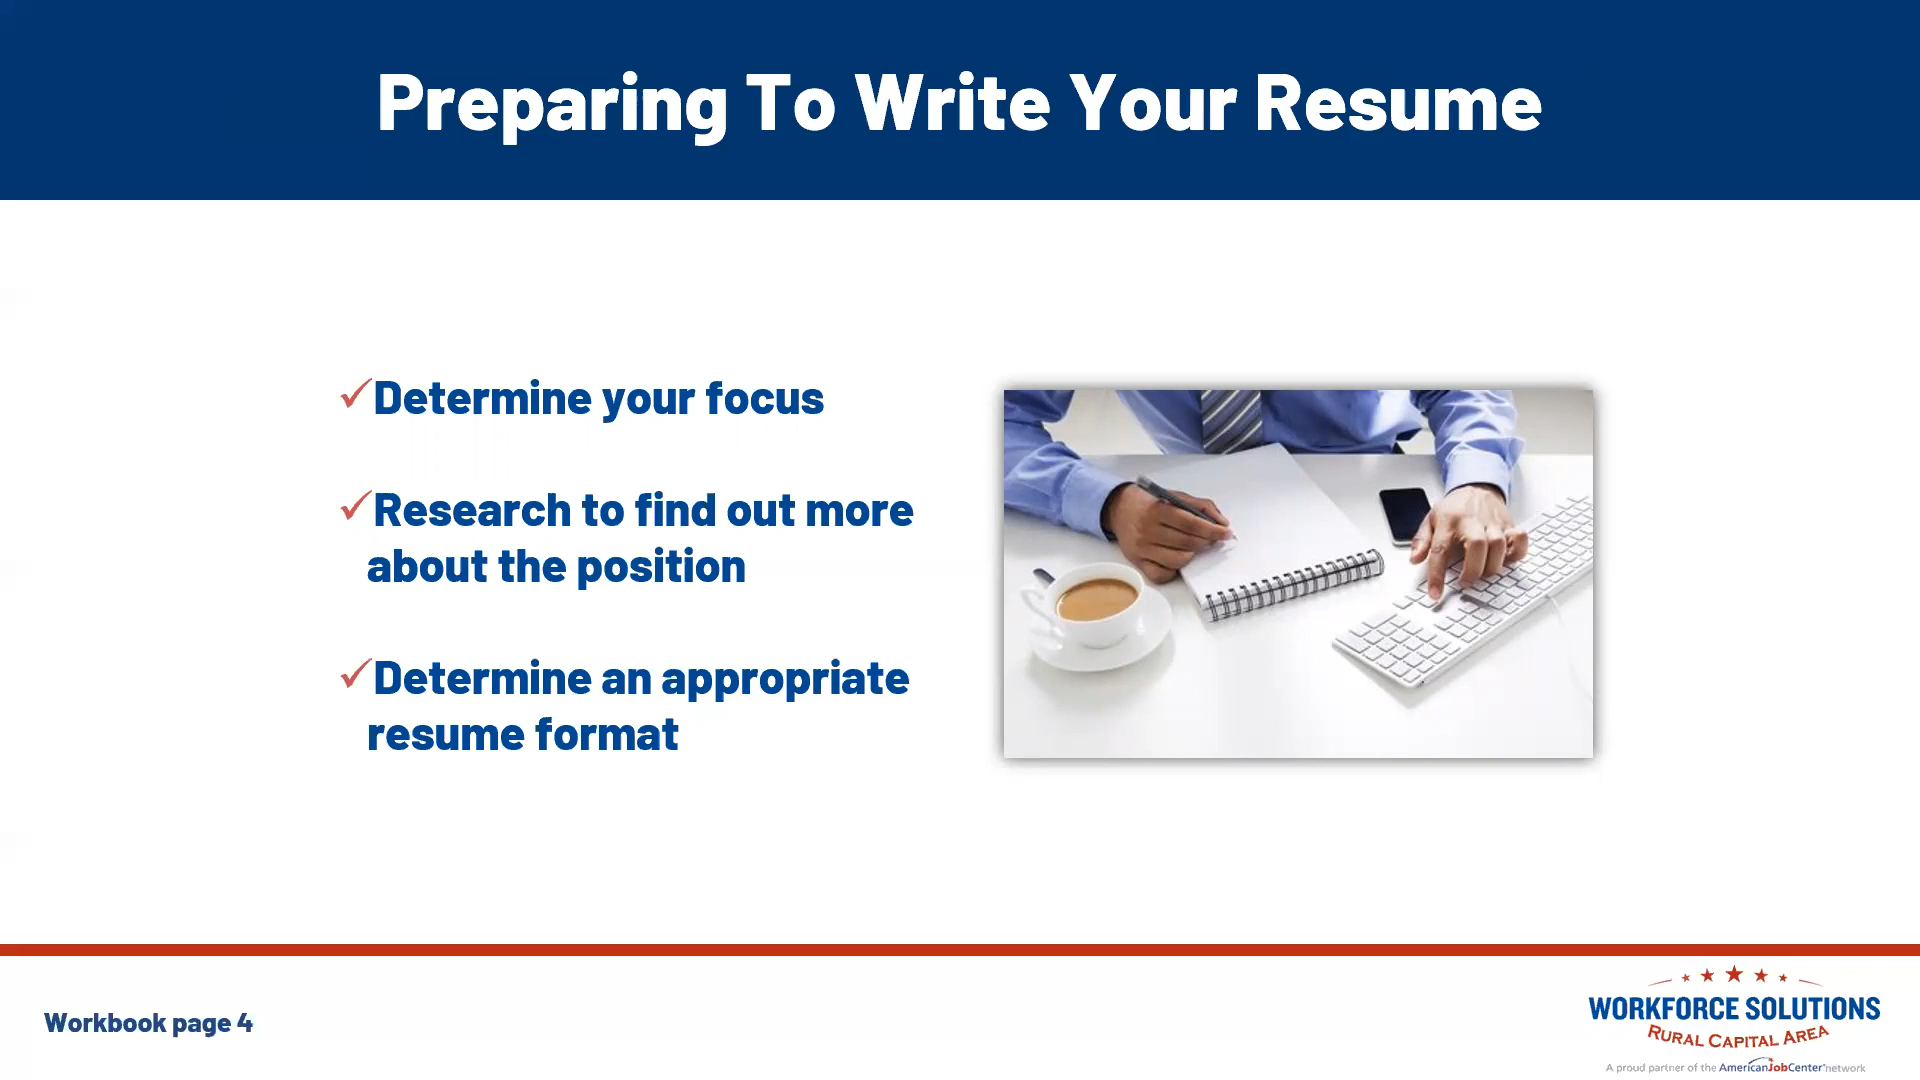 Preparing To Write Your Resume
✓Determine your focus
✓Research to find out more
about the position
✓Determine an appropriate
resume format
Workbook page 4
WORKFORCE SOLUTIONS
RURAL CAPITAL AREA
A proud partner of the AmericanJobCenter network